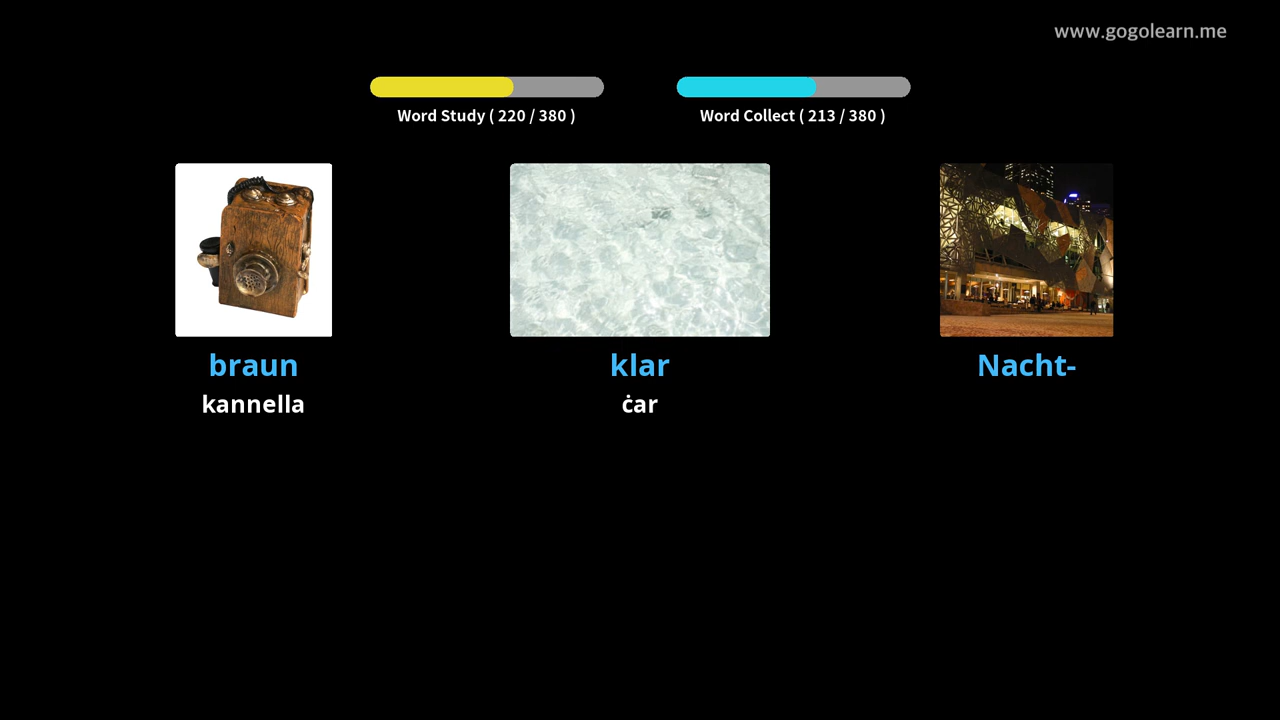 www.gogolearn.me
Word Study ( 220 / 380 )
Word Collect ( 213 / 380 )
braun
klar
Nacht-
kannella
ċar